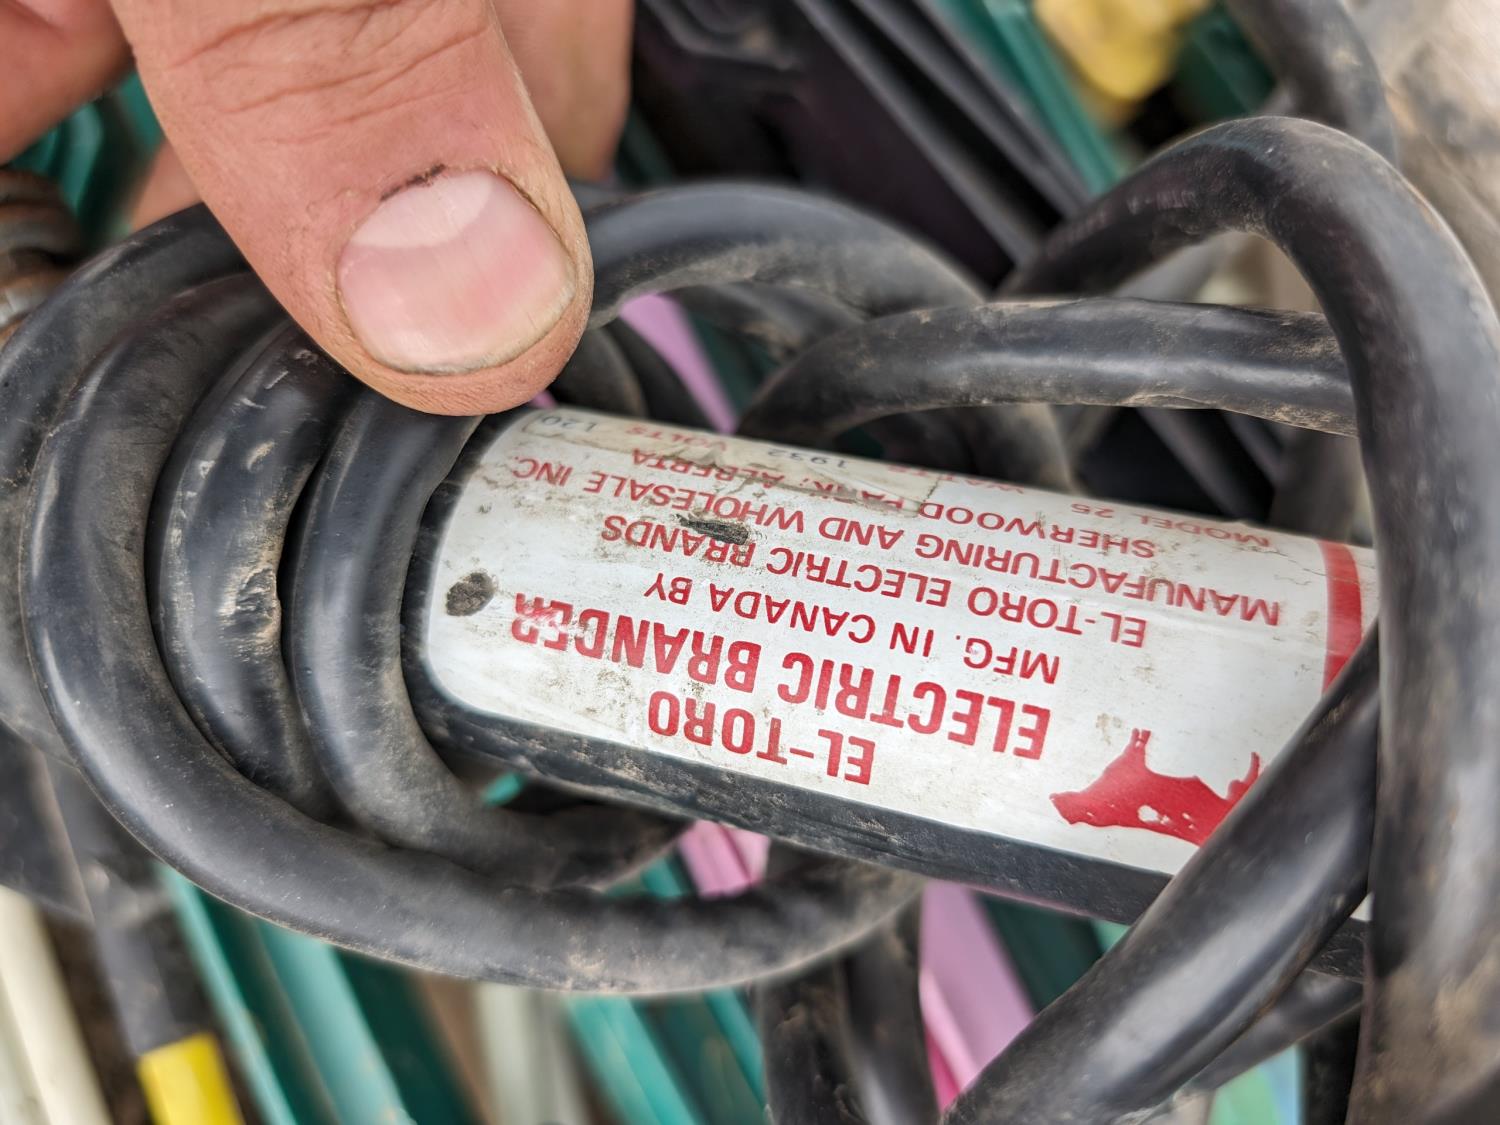 EL-TORO
ELECTRIC BRANDER
MFG. IN CANADA BY
EL-TORO ELECTRIC BRANDS
MANUFACTURING AND WHOLESALE INC.
SHERWOOD PARK, ALBERTA
MODEL 25 WATTS 1932 VOLTS 120